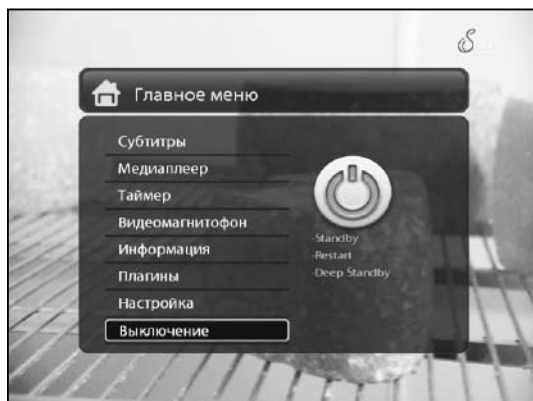 Главное меню
Субтитры
Медиаплеер
Таймер
Видеомагнитофон
Информация
Плагины
Настройка
Выключение
-Standby
-Restart
-Deep Standby